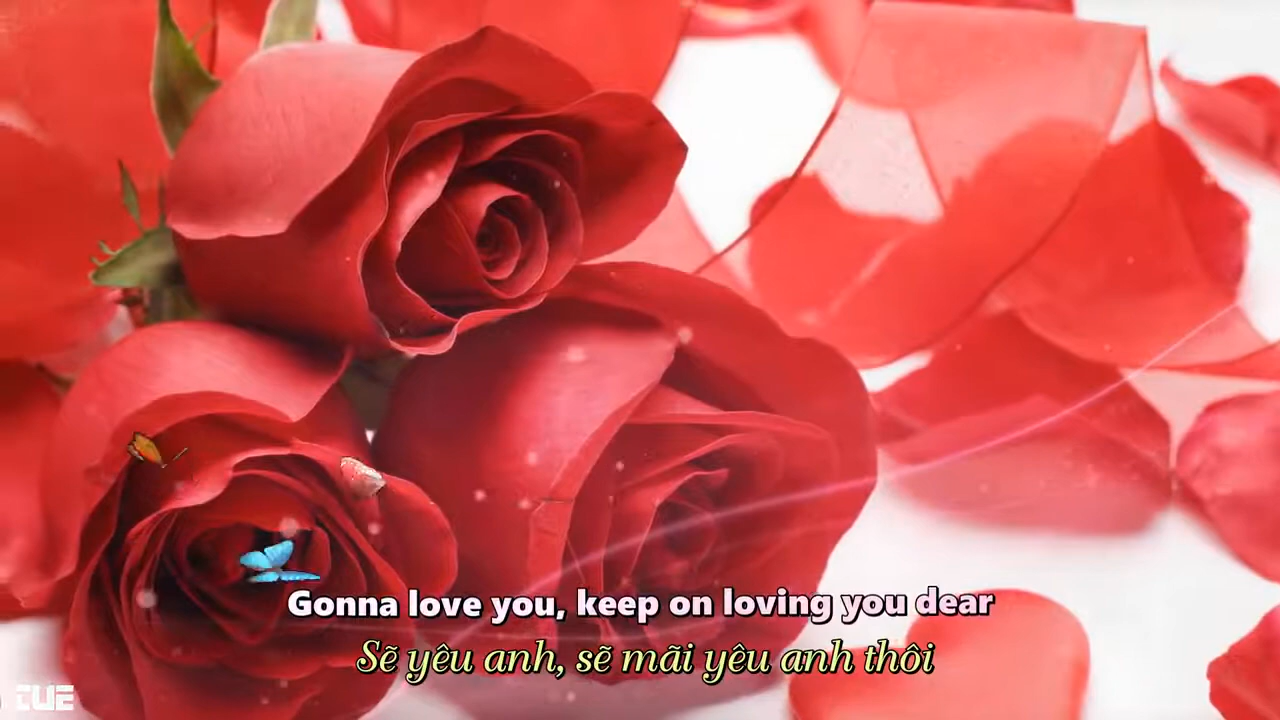 Gonna love you, keep on loving you dear
Sẽ yêu anh, sẽ mãi yêu anh thôi